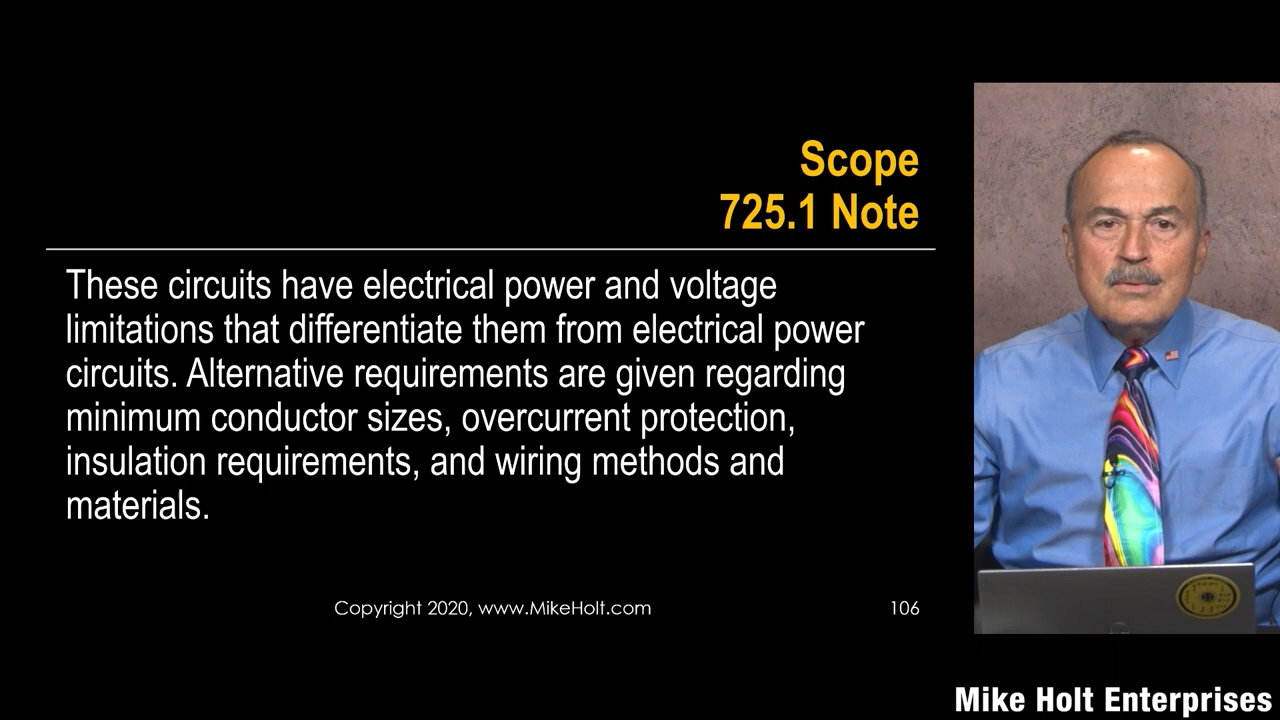 Scope
725.1 Note
These circuits have electrical power and voltage
limitations that differentiate them from electrical power
circuits. Alternative requirements are given regarding
minimum conductor sizes, overcurrent protection,
insulation requirements, and wiring methods and
materials.
Copyright 2020, www.MikeHolt.com
106
Mike Holt Enterprises